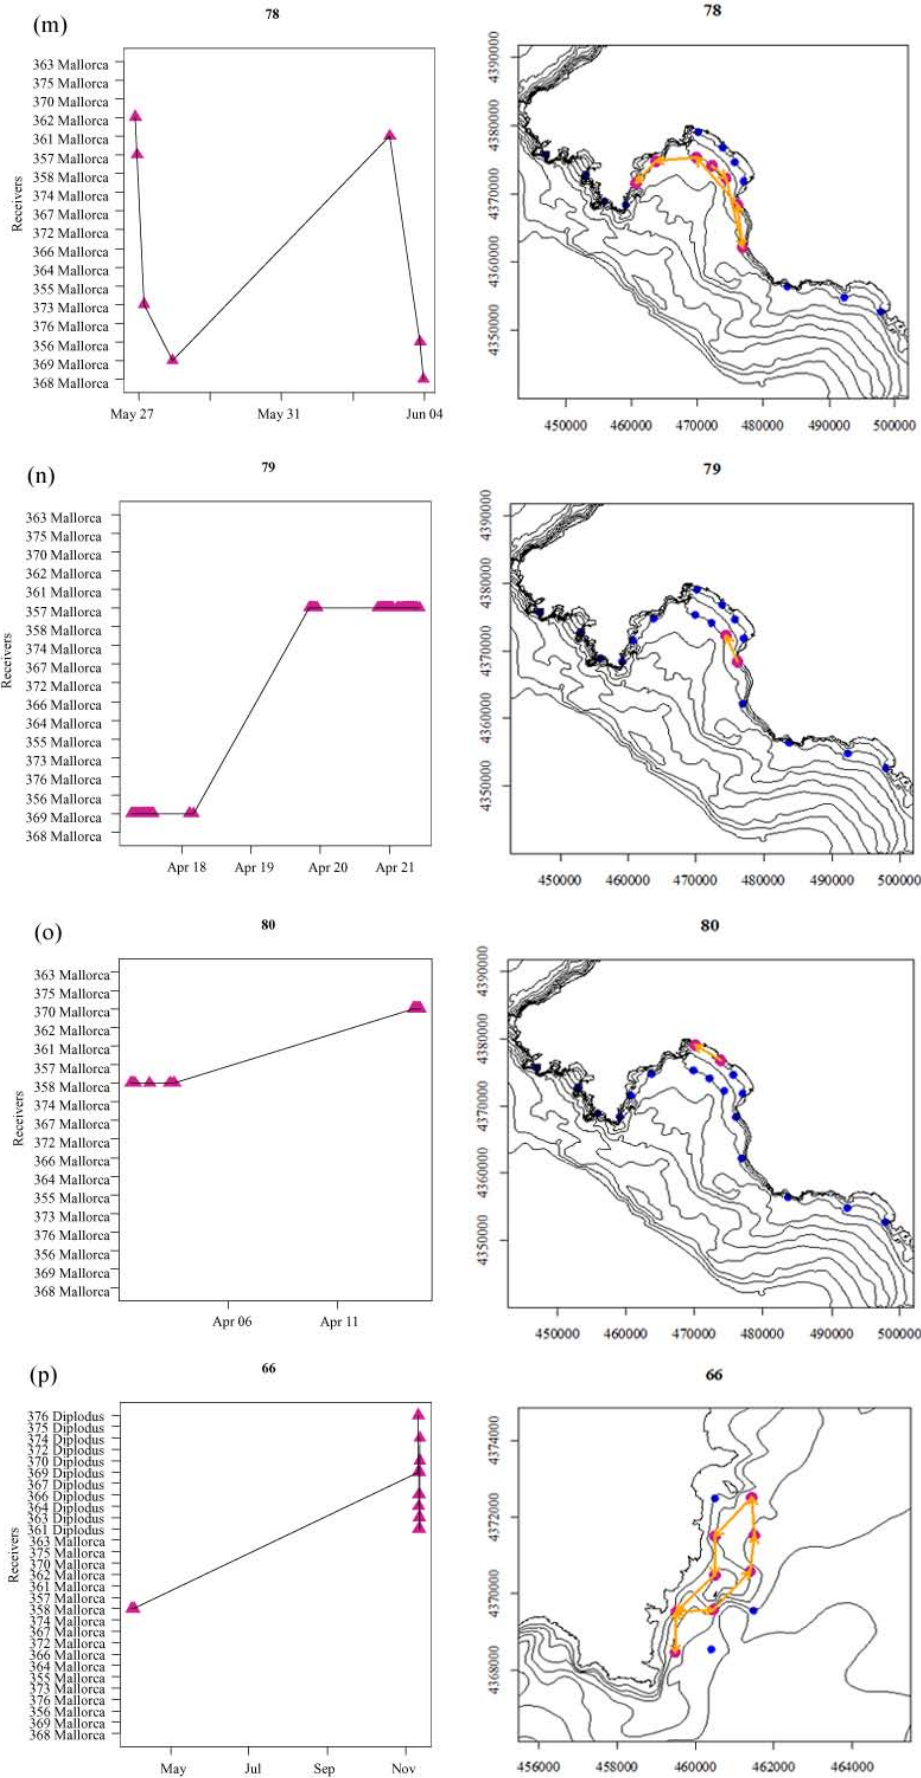 (m)
78
363 Mallorca
375 Mallorca
370 Mallorca
362 Mallorca
361 Mallorca
357 Mallorca
358 Mallorca
374 Mallorca
367 Mallorca
372 Mallorca
366 Mallorca
364 Mallorca
355 Mallorca
373 Mallorca
376 Mallorca
356 Mallorca
369 Mallorca
368 Mallorca
Receivers
May 27 May 31 Jun 04
78
4390000
4380000
4370000
4360000
4350000
450000 460000 470000 480000 490000 500000
(n)
79
363 Mallorca
375 Mallorca
370 Mallorca
362 Mallorca
361 Mallorca
357 Mallorca
358 Mallorca
374 Mallorca
367 Mallorca
372 Mallorca
366 Mallorca
364 Mallorca
355 Mallorca
373 Mallorca
376 Mallorca
356 Mallorca
369 Mallorca
368 Mallorca
Receivers
Apr 18 Apr 19 Apr 20 Apr 21
79
4390000
4380000
4370000
4360000
4350000
450000 460000 470000 480000 490000 500000
(o)
80
363 Mallorca
375 Mallorca
370 Mallorca
362 Mallorca
361 Mallorca
357 Mallorca
358 Mallorca
374 Mallorca
367 Mallorca
372 Mallorca
366 Mallorca
364 Mallorca
355 Mallorca
373 Mallorca
376 Mallorca
356 Mallorca
369 Mallorca
368 Mallorca
Receivers
Apr 06 Apr 11
80
4390000
4380000
4370000
4360000
4350000
450000 460000 470000 480000 490000 500000
(p)
66
376 Diplodus
375 Diplodus
374 Diplodus
372 Diplodus
370 Diplodus
369 Diplodus
367 Diplodus
366 Diplodus
364 Diplodus
363 Diplodus
361 Diplodus
363 Mallorca
375 Mallorca
370 Mallorca
362 Mallorca
361 Mallorca
357 Mallorca
358 Mallorca
374 Mallorca
367 Mallorca
372 Mallorca
366 Mallorca
364 Mallorca
355 Mallorca
373 Mallorca
376 Mallorca
356 Mallorca
369 Mallorca
368 Mallorca
Receivers
May Jul Sep Nov
66
4374000
4372000
4370000
4368000
456000 458000 460000 462000 464000